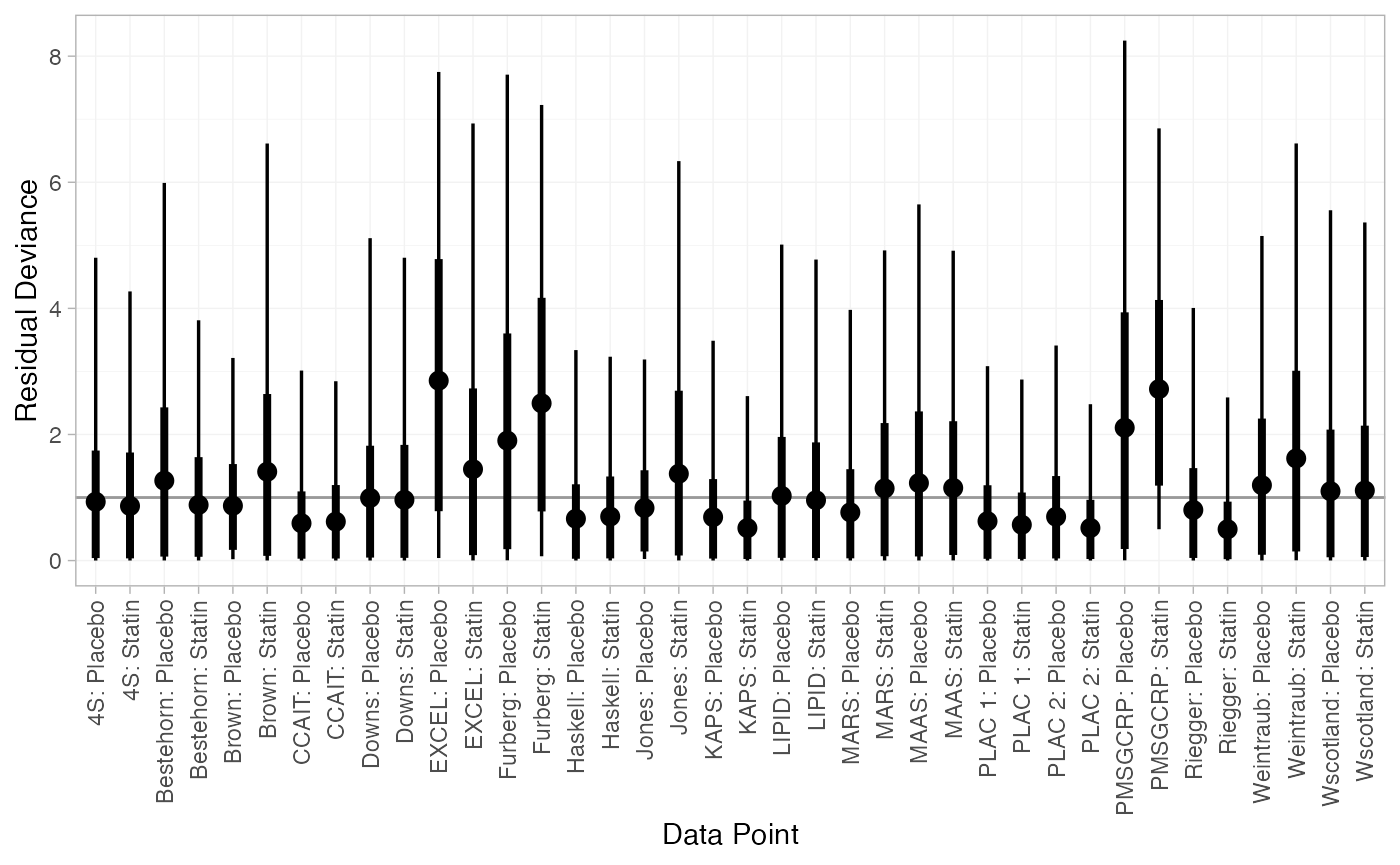 Residual Deviance
8
6
4
2
0
4S: Placebo
4S: Statin
Bestehorn: Placebo
Bestehorn: Statin
Brown: Placebo
Brown: Statin
CCAIT: Placebo
CCAIT: Statin
Downs: Placebo
Downs: Statin
EXCEL: Placebo
EXCEL: Statin
Furberg: Placebo
Furberg: Statin
Haskell: Placebo
Haskell: Statin
Jones: Placebo
Jones: Statin
KAPS: Placebo
KAPS: Statin
LIPID: Placebo
LIPID: Statin
MARS: Placebo
MARS: Statin
MAAS: Placebo
MAAS: Statin
PLAC 1: Placebo
PLAC 1: Statin
PLAC 2: Placebo
PLAC 2: Statin
PMSGCRP: Placebo
PMSGCRP: Statin
Riegger: Placebo
Riegger: Statin
Weintraub: Placebo
Weintraub: Statin
Wscotland: Placebo
Wscotland: Statin
Data Point